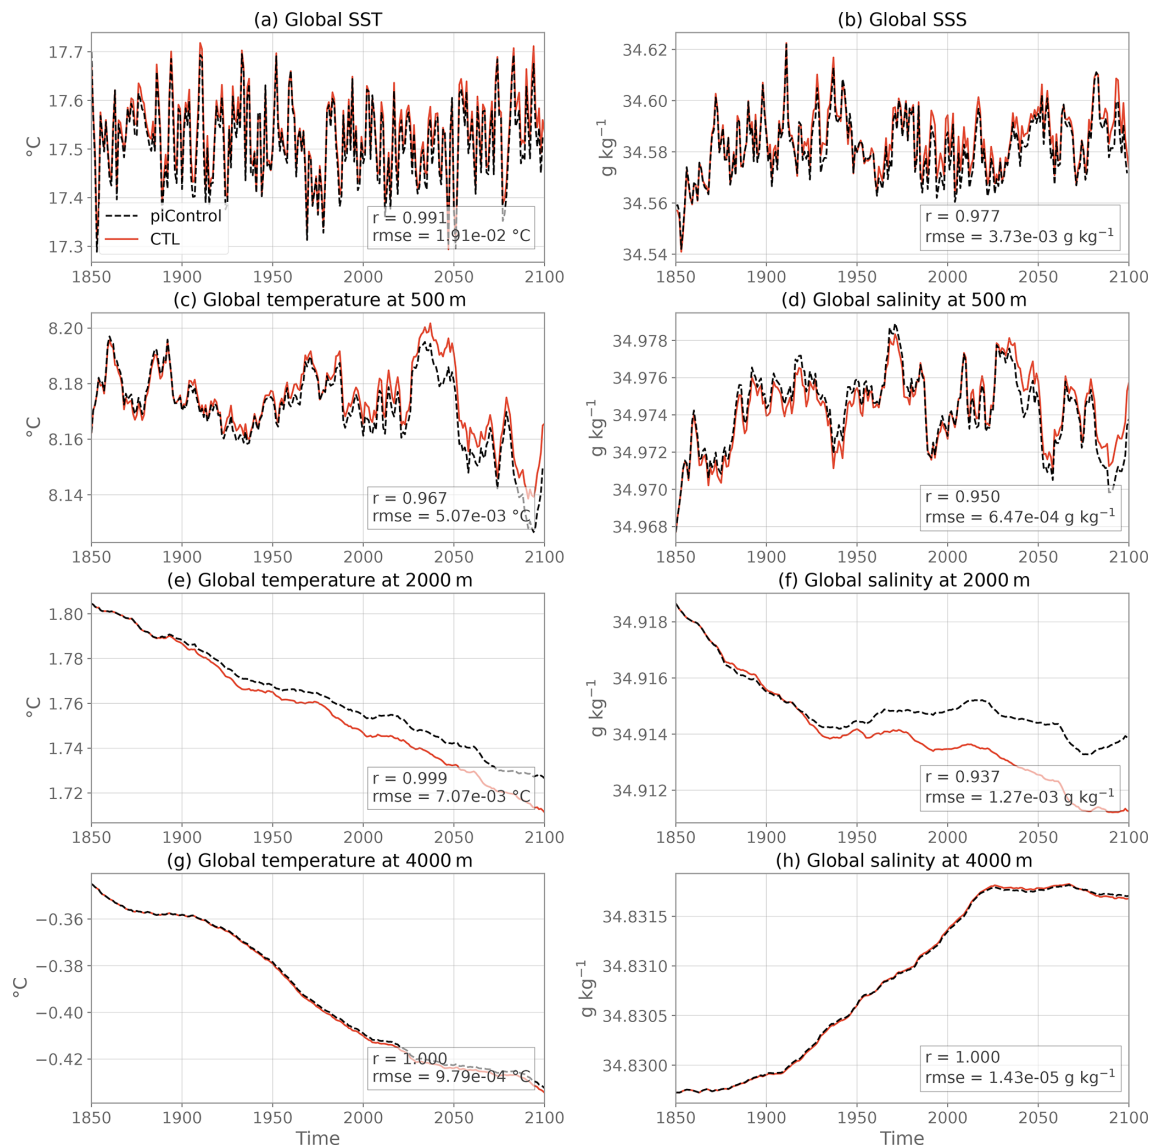 (a) Global SST
°C
17.7
17.6
17.5
17.4
17.3
piControl
CTL
r = 0.991
rmse = 1.91e-02 °C
1850 1900 1950 2000 2050 2100
(b) Global SSS
g kg⁻¹
34.62
34.60
34.58
34.56
34.54
r = 0.977
rmse = 3.73e-03 g kg⁻¹
1850 1900 1950 2000 2050 2100
(c) Global temperature at 500 m
°C
8.20
8.18
8.16
8.14
r = 0.967
rmse = 5.07e-03 °C
1850 1900 1950 2000 2050 2100
(d) Global salinity at 500 m
g kg⁻¹
34.978
34.976
34.974
34.972
34.970
34.968
r = 0.950
rmse = 6.47e-04 g kg⁻¹
1850 1900 1950 2000 2050 2100
(e) Global temperature at 2000 m
°C
1.80
1.78
1.76
1.74
1.72
r = 0.999
rmse = 7.07e-03 °C
1850 1900 1950 2000 2050 2100
(f) Global salinity at 2000 m
g kg⁻¹
34.918
34.916
34.914
34.912
r = 0.937
rmse = 1.27e-03 g kg⁻¹
1850 1900 1950 2000 2050 2100
(g) Global temperature at 4000 m
°C
−0.36
−0.38
−0.40
−0.42
r = 1.000
rmse = 9.79e-04 °C
1850 1900 1950 2000 2050 2100
Time
(h) Global salinity at 4000 m
g kg⁻¹
34.8315
34.8310
34.8305
34.8300
r = 1.000
rmse = 1.43e-05 g kg⁻¹
1850 1900 1950 2000 2050 2100
Time